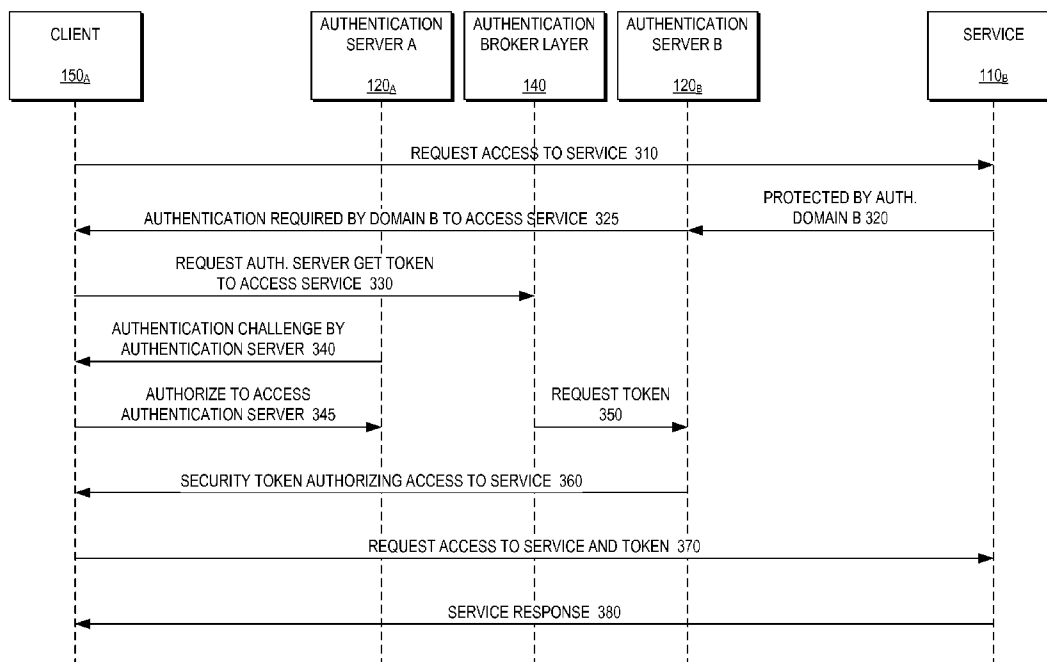 CLIENT
150A
AUTHENTICATION
SERVER A
120A
AUTHENTICATION
BROKER LAYER
140
AUTHENTICATION
SERVER B
120B
SERVICE
110B
REQUEST ACCESS TO SERVICE 310
PROTECTED BY AUTH.
DOMAIN B 320
AUTHENTICATION REQUIRED BY DOMAIN B TO ACCESS SERVICE 325
REQUEST AUTH. SERVER GET TOKEN
TO ACCESS SERVICE 330
AUTHENTICATION CHALLENGE BY
AUTHENTICATION SERVER 340
AUTHORIZE TO ACCESS
AUTHENTICATION SERVER 345
REQUEST TOKEN
350
SECURITY TOKEN AUTHORIZING ACCESS TO SERVICE 360
REQUEST ACCESS TO SERVICE AND TOKEN 370
SERVICE RESPONSE 380